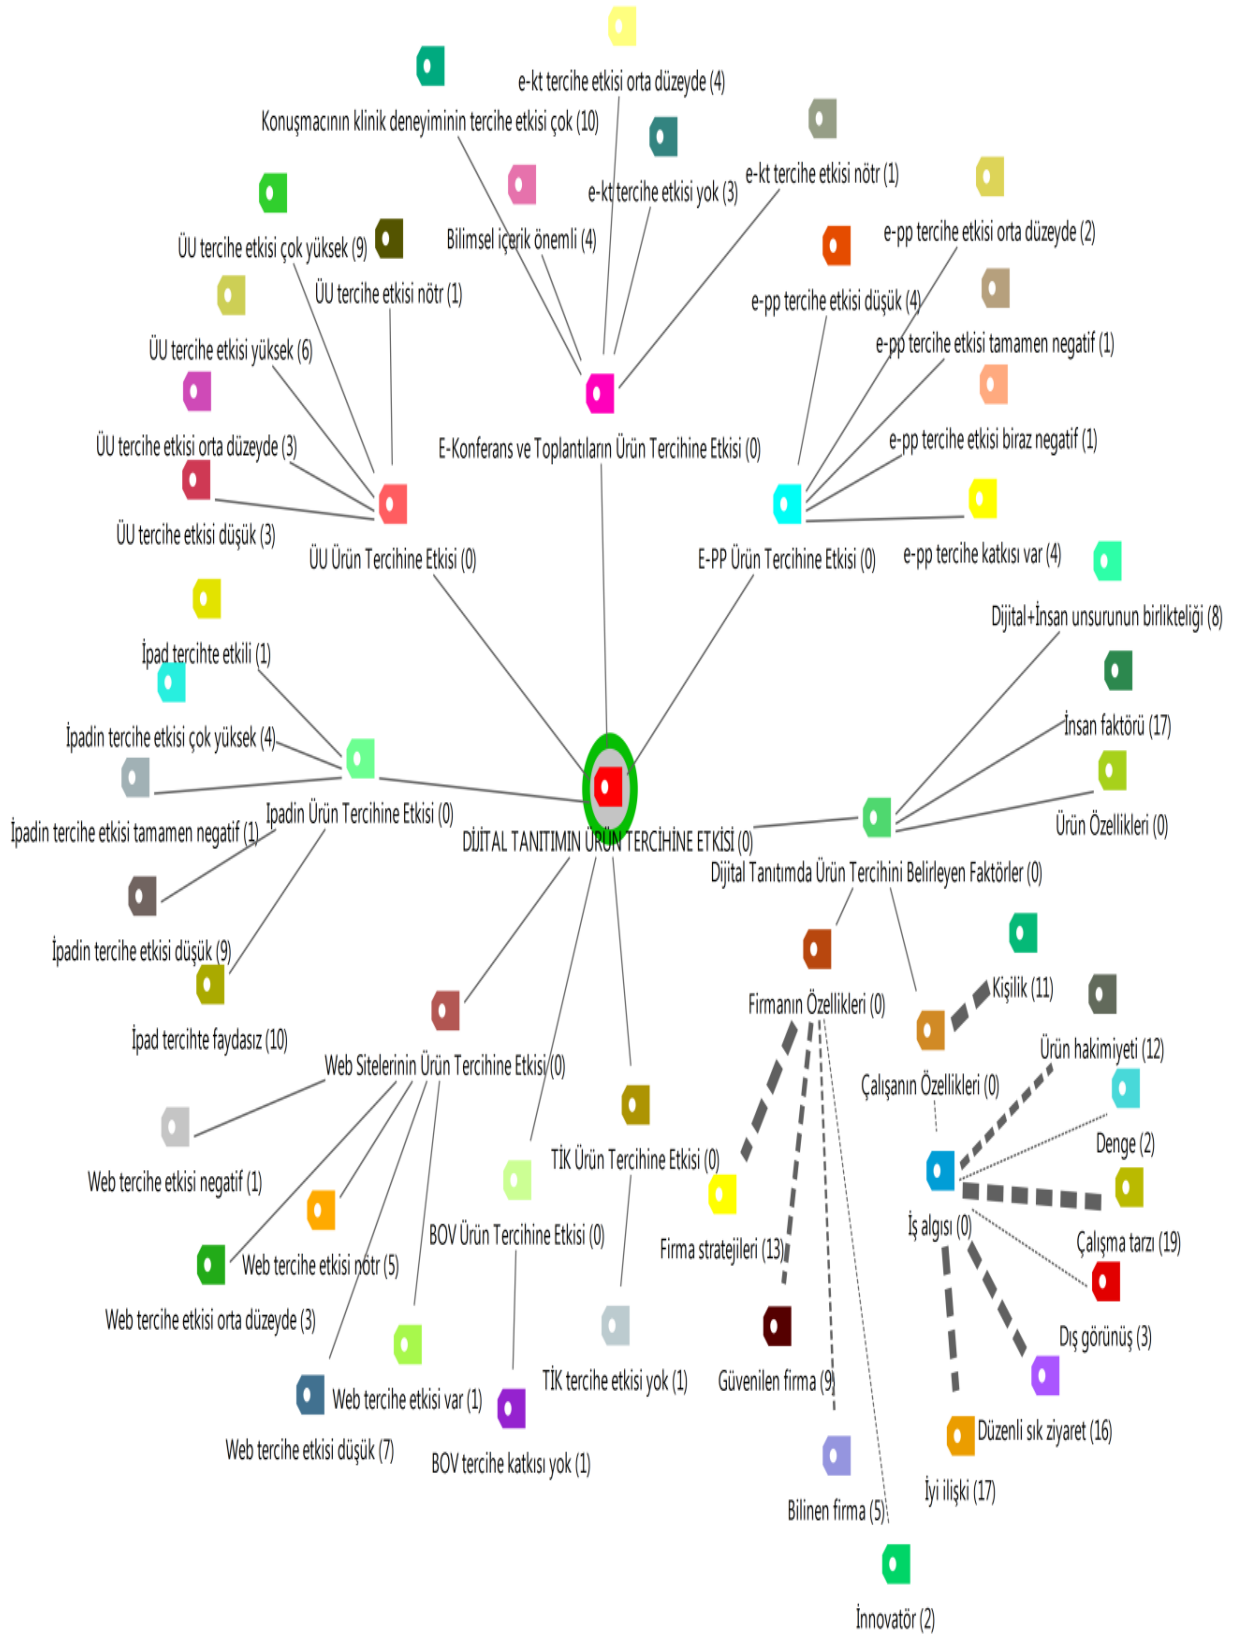 e-kt tercihe etkisi orta düzeyde (4)
Konuşmacının klinik deneyiminin tercihe etkisi çok (10)
e-kt tercihe etkisi nötr (1)
e-kt tercihe etkisi yok (3)
e-pp tercihe etkisi orta düzeyde (2)
Bilimsel içerik önemli (4)
ÜU tercihe etkisi çok yüksek (9)
ÜU tercihe etkisi nötr (1)
e-pp tercihe etkisi düşük (4)
e-pp tercihe etkisi tamamen negatif (1)
ÜU tercihe etkisi yüksek (6)
e-pp tercihe etkisi biraz negatif (1)
ÜU tercihe etkisi orta düzeyde (3)
E-Konferans ve Toplantıların Ürün Tercihine Etkisi (0)
ÜU tercihe etkisi düşük (3)
ÜU Ürün Tercihine Etkisi (0)
E-PP Ürün Tercihine Etkisi (0)
e-pp tercihe katkısı var (4)
Dijital+İnsan unsurunun birlikteliği (8)
İpad tercihte etkili (1)
İnsan faktörü (17)
İpadin tercihe etkisi çok yüksek (4)
İpadin tercihe etkisi tamamen negatif (1)
Ipadin Ürün Tercihine Etkisi (0)
Ürün Özellikleri (0)
DİJİTAL TANITIMIN ÜRÜN TERCİHİNE ETKİSİ (0)
Dijital Tanıtımda Ürün Tercihini Belirleyen Faktörler (0)
İpadin tercihe etkisi düşük (9)
Kişilik (11)
Firmanın Özellikleri (0)
İpad tercihte faydasız (10)
Ürün hakimiyeti (12)
Web Sitelerinin Ürün Tercihine Etkisi (0)
Çalışanın Özellikleri (0)
Denge (2)
TİK Ürün Tercihine Etkisi (0)
Web tercihe etkisi negatif (1)
BOV Ürün Tercihine Etkisi (0)
İş algısı (0)
Firma stratejileri (13)
Çalışma tarzı (19)
Web tercihe etkisi nötr (5)
Web tercihe etkisi orta düzeyde (3)
Dış görünüş (3)
TİK tercihe etkisi yok (1)
Güvenilen firma (9)
Web tercihe etkisi var (1)
Düzenli sık ziyaret (16)
Web tercihe etkisi düşük (7)
BOV tercihe katkısı yok (1)
İyi ilişki (17)
Bilinen firma (5)
İnnovatör (2)